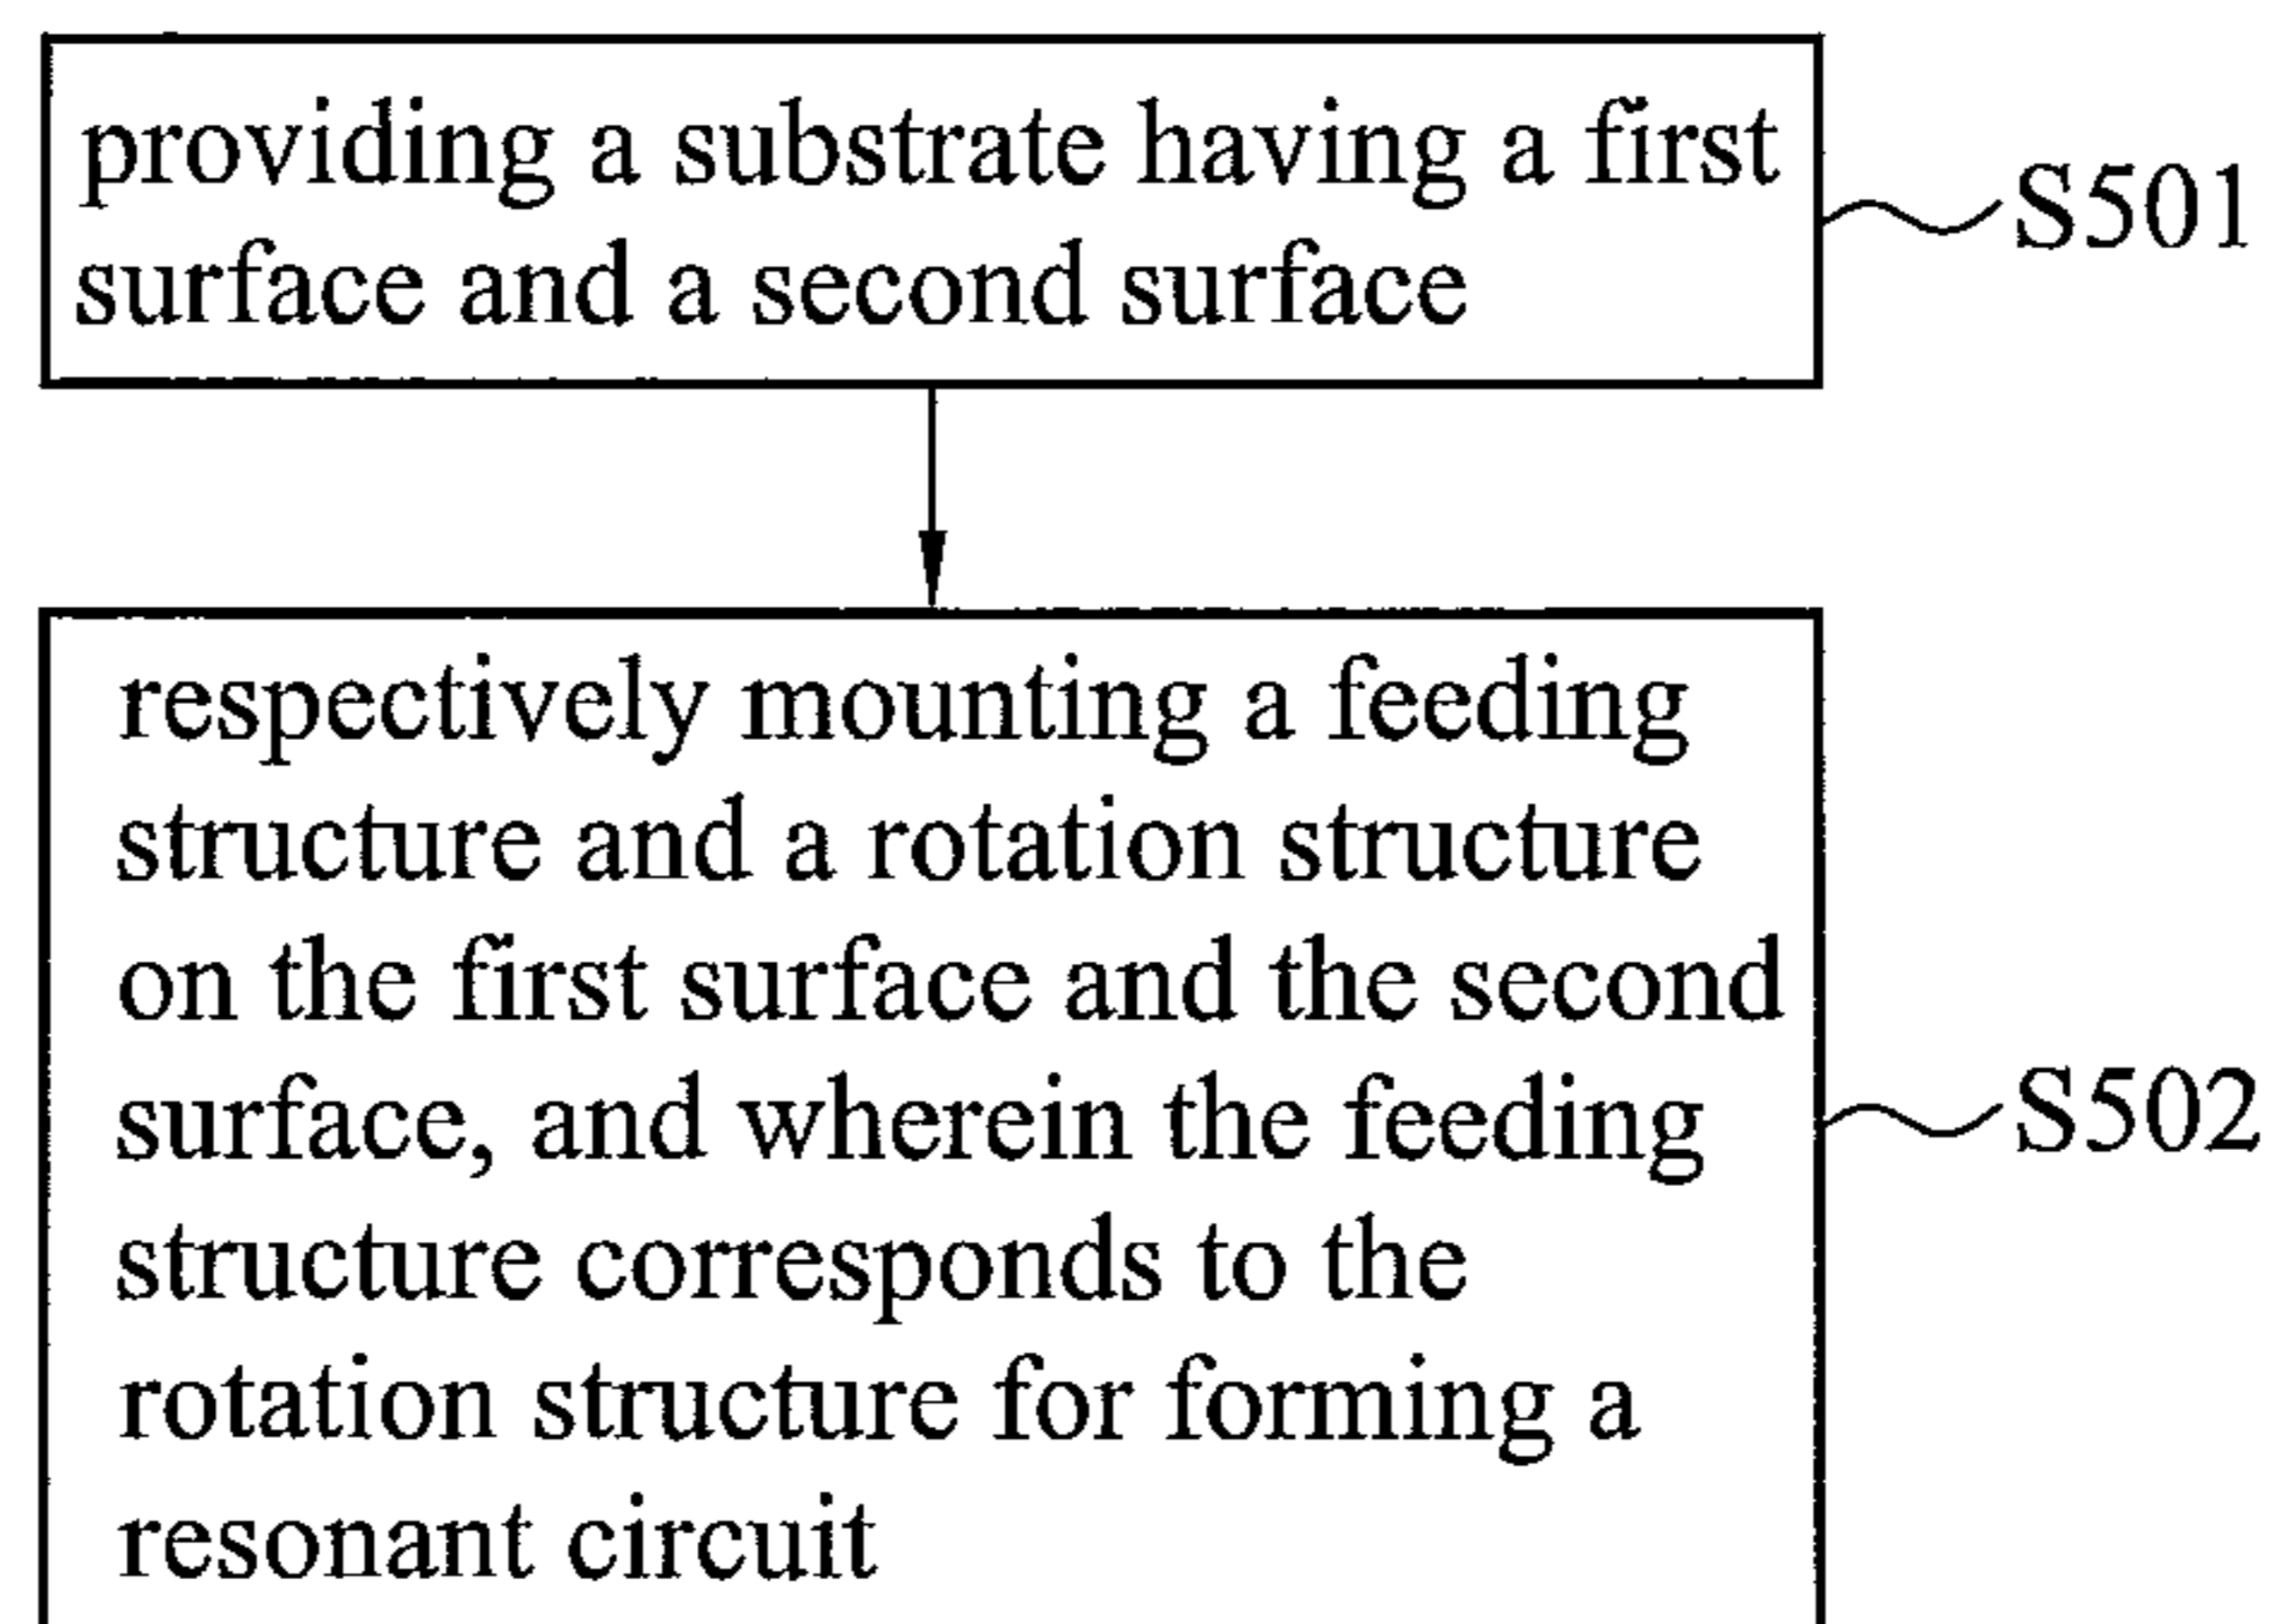 providing a substrate having a first
surface and a second surface
S501
respectively mounting a feeding
structure and a rotation structure
on the first surface and the second
surface, and wherein the feeding
structure corresponds to the
rotation structure for forming a
resonant circuit
S502